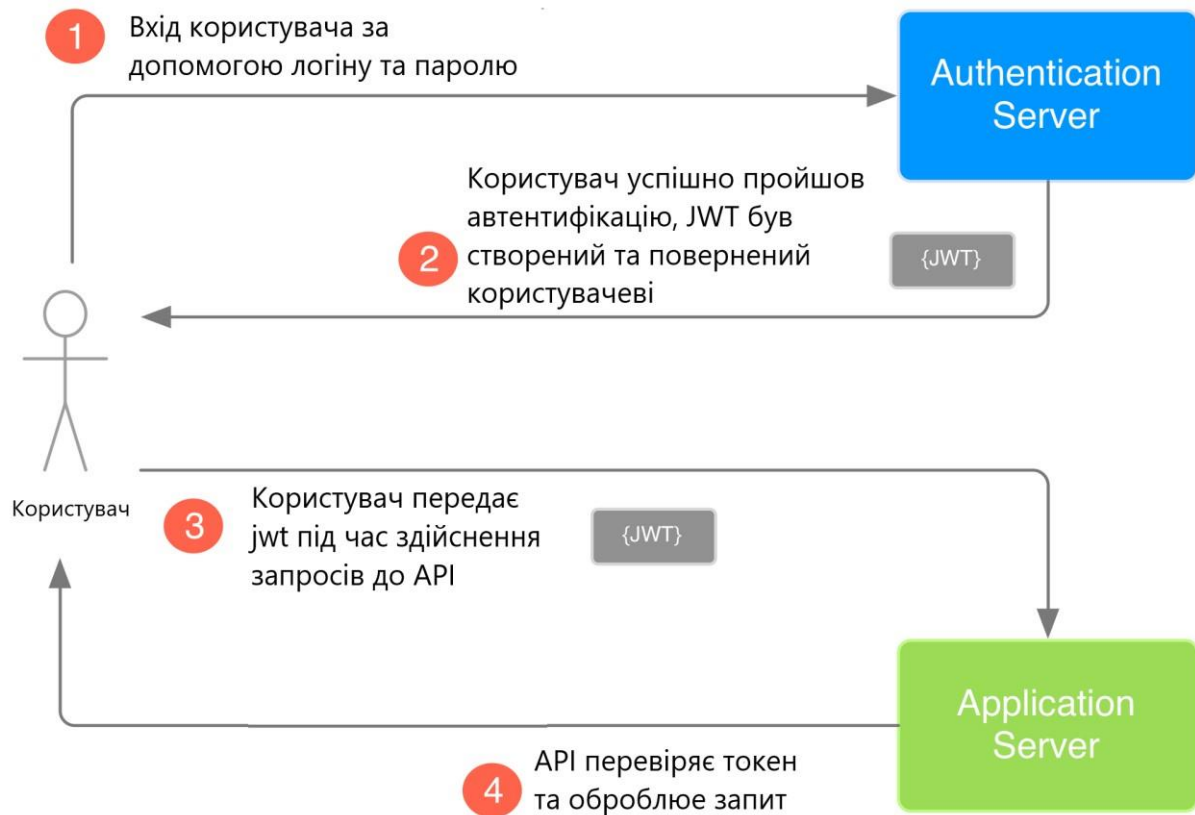 1
Вхід користувача за
допомогою логіну та паролю
Authentication
Server
2
Користувач успішно пройшов
автентифікацію, JWT був
створений та повернений
користувачеві
{JWT}
Користувач
3
Користувач передає
jwt під час здійснення
запросів до API
{JWT}
Application
Server
4
API перевіряє токен
та оброблює запит